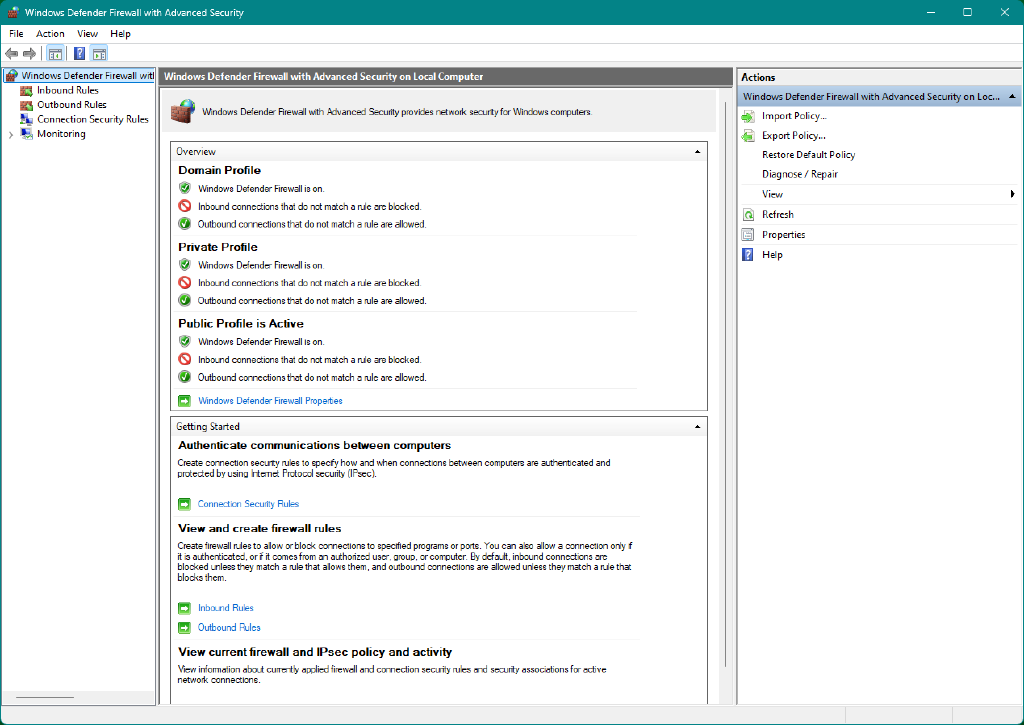 Windows Defender Firewall with Advanced Security
File Action View Help
Windows Defender Firewall wit
Inbound Rules
Outbound Rules
Connection Security Rules
Monitoring
Windows Defender Firewall with Advanced Security on Local Computer
Windows Defender Firewall with Advanced Security provides network security for Windows computers.
Overview
Domain Profile
Windows Defender Firewall is on.
Inbound connections that do not match a rule are blocked.
Outbound connections that do not match a rule are allowed.
Private Profile
Windows Defender Firewall is on.
Inbound connections that do not match a rule are blocked.
Outbound connections that do not match a rule are allowed.
Public Profile is Active
Windows Defender Firewall is on.
Inbound connections that do not match a rule are blocked.
Outbound connections that do not match a rule are allowed.
Windows Defender Firewall Properties
Getting Started
Authenticate communications between computers
Create connection security rules to specify how and when connections between computers are authenticated and
protected by using Internet Protocol security (IPsec).
Connection Security Rules
View and create firewall rules
Create firewall rules to allow or block connections to specified programs or ports. You can also allow a connection only if
it is authenticated, or if it comes from an authorized user, group, or computer. By default, inbound connections are
blocked unless they match a rule that allows them, and outbound connections are allowed unless they match a rule that
blocks them.
Inbound Rules
Outbound Rules
View current firewall and IPsec policy and activity
View information about currently applied firewall and connection security rules and security associations for active
network connections.
Actions
Windows Defender Firewall with Advanced Security on Loc...
Import Policy...
Export Policy...
Restore Default Policy
Diagnose / Repair
View
Refresh
Properties
Help